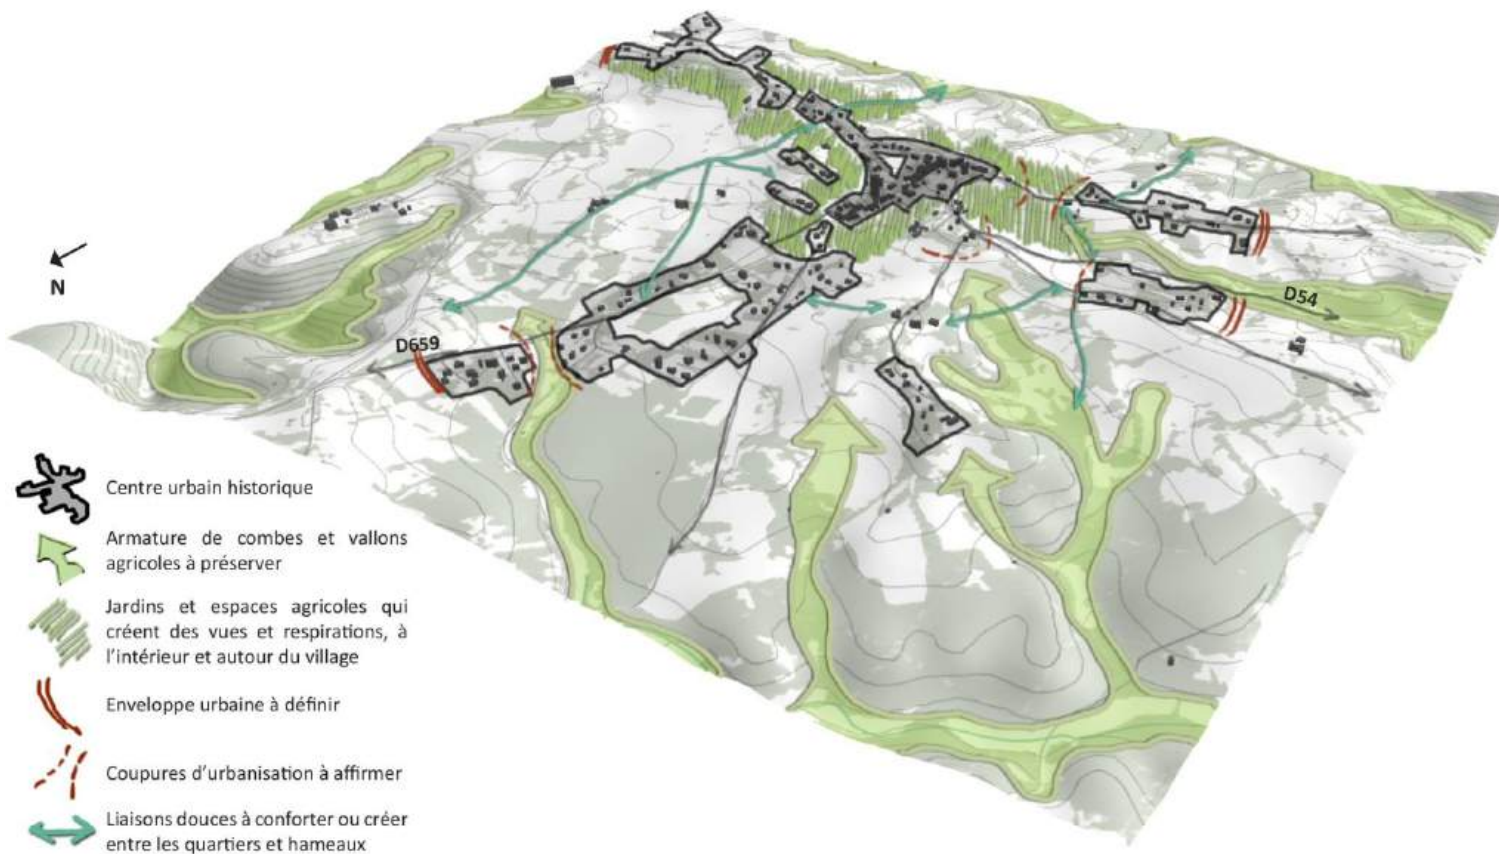 N
D659
D54
Centre urbain historique
Armature de combes et vallons
agricoles à préserver
Jardins et espaces agricoles qui
créent des vues et respirations, à
l'intérieur et autour du village
Enveloppe urbaine à définir
Coupures d'urbanisation à affirmer
Liaisons douces à conforter ou créer
entre les quartiers et hameaux